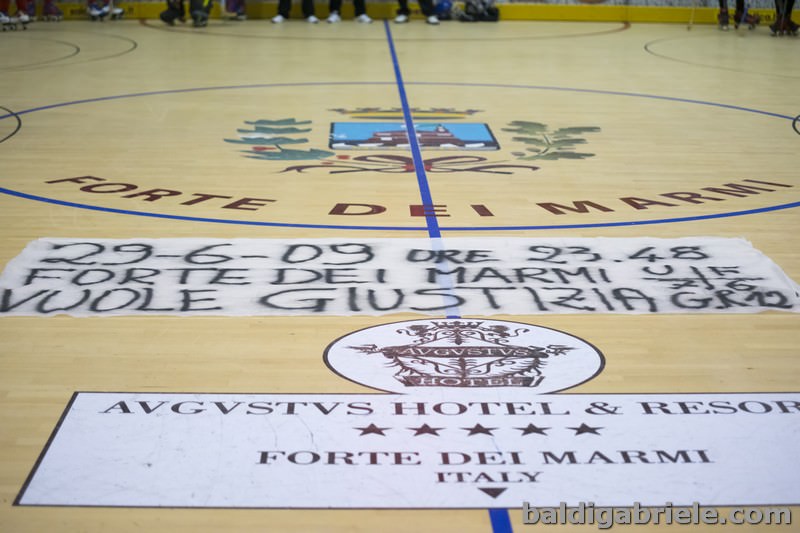 FORTE DEI MARMI
29-6-09 ORE 23.48
FORTE DEI MARMI
VUOLE GIUSTIZIA
AVGVSTVS
HOTEL
AVGVSTVS HOTEL & RESOR
FORTE DEI MARMI
ITALY
baldigabriele.com